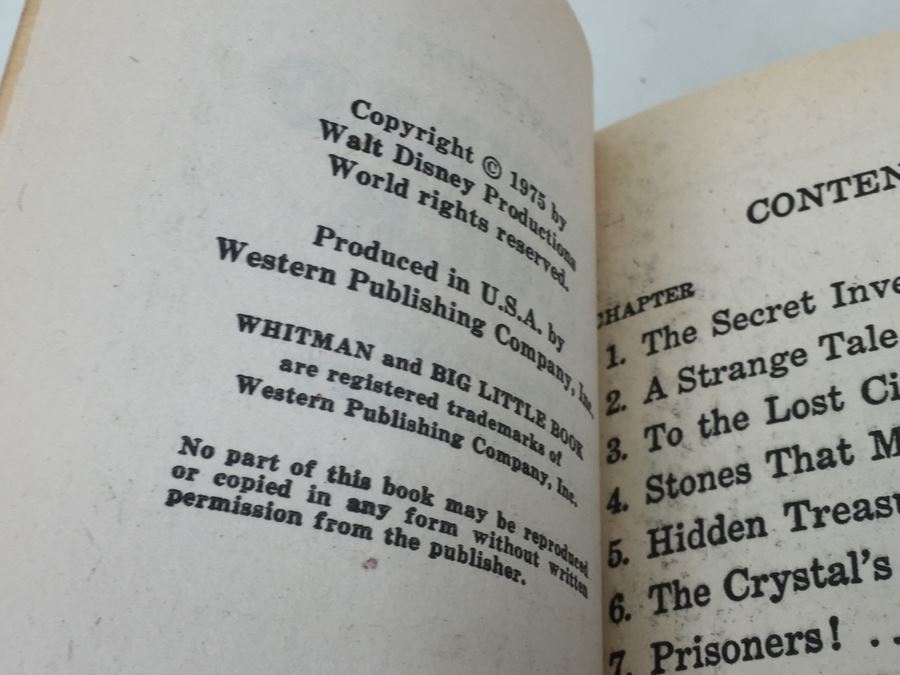 Copyright © 1975 by
Walt Disney Productions
World rights reserved.
Produced in U.S.A. by
Western Publishing Company, Inc.
WHITMAN and BIG LITTLE BOOK
are registered trademarks of
Western Publishing Company, Inc.
No part of this book may be reproduced
or copied in any form without written
permission from the publisher.
CONTEN
CHAPTER
1. The Secret Inve
2. A Strange Tale
3. To the Lost Ci
4. Stones That M
5. Hidden Treasu
6. The Crystal's
7. Prisoners! . .